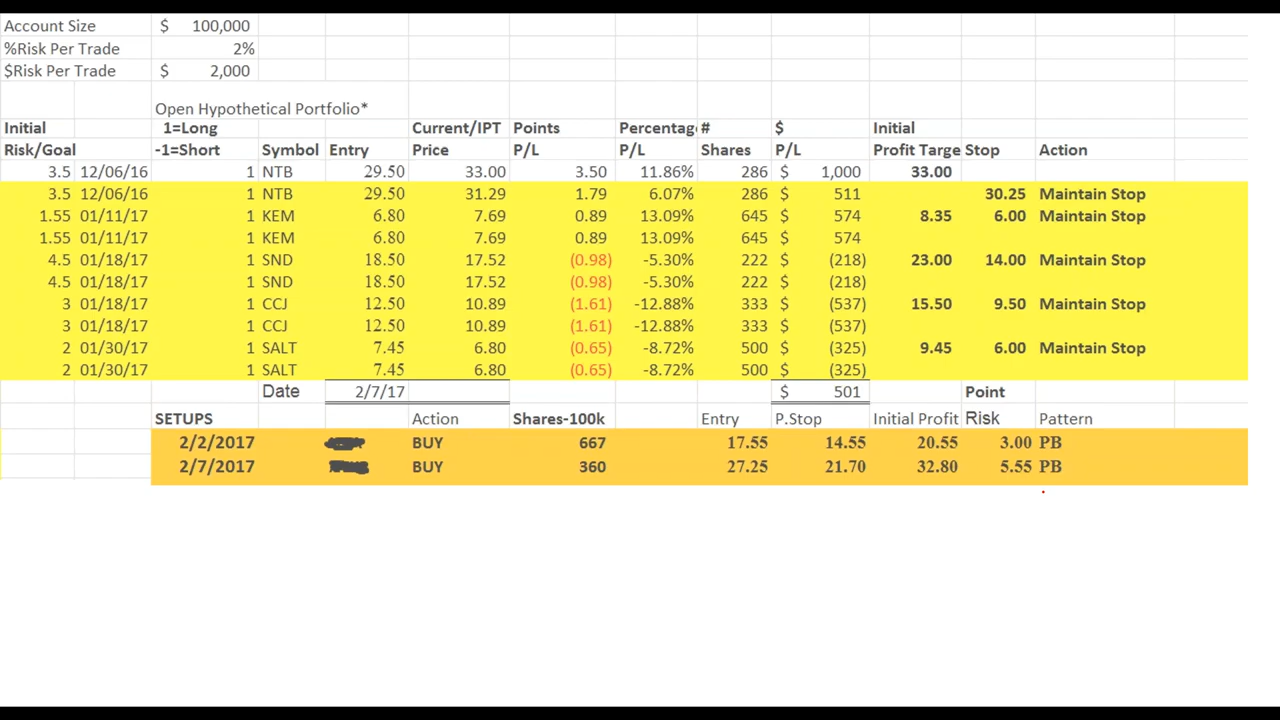 Account Size $ 100,000
%Risk Per Trade 2%
$Risk Per Trade $ 2,000
Open Hypothetical Portfolio*
Initial 1=Long Current/IPT Points Percentag # $ Initial
Risk/Goal -1=Short Symbol Entry Price P/L P/L Shares P/L Profit Targe Stop Action
3.5 12/06/16 1 NTB 29.50 33.00 3.50 11.86% 286 $ 1,000 33.00
3.5 12/06/16 1 NTB 29.50 31.29 1.79 6.07% 286 $ 511 30.25 Maintain Stop
1.55 01/11/17 1 KEM 6.80 7.69 0.89 13.09% 645 $ 574 8.35 6.00 Maintain Stop
1.55 01/11/17 1 KEM 6.80 7.69 0.89 13.09% 645 $ 574
4.5 01/18/17 1 SND 18.50 17.52 (0.98) -5.30% 222 $ (218) 23.00 14.00 Maintain Stop
4.5 01/18/17 1 SND 18.50 17.52 (0.98) -5.30% 222 $ (218)
3 01/18/17 1 CCJ 12.50 10.89 (1.61) -12.88% 333 $ (537) 15.50 9.50 Maintain Stop
3 01/18/17 1 CCJ 12.50 10.89 (1.61) -12.88% 333 $ (537)
2 01/30/17 1 SALT 7.45 6.80 (0.65) -8.72% 500 $ (325) 9.45 6.00 Maintain Stop
2 01/30/17 1 SALT 7.45 6.80 (0.65) -8.72% 500 $ (325)
Date 2/7/17 $ 501 Point
SETUPS Action Shares-100k Entry P.Stop Initial Profit Risk Pattern
2/2/2017 BUY 667 17.55 14.55 20.55 3.00 PB
2/7/2017 BUY 360 27.25 21.70 32.80 5.55 PB